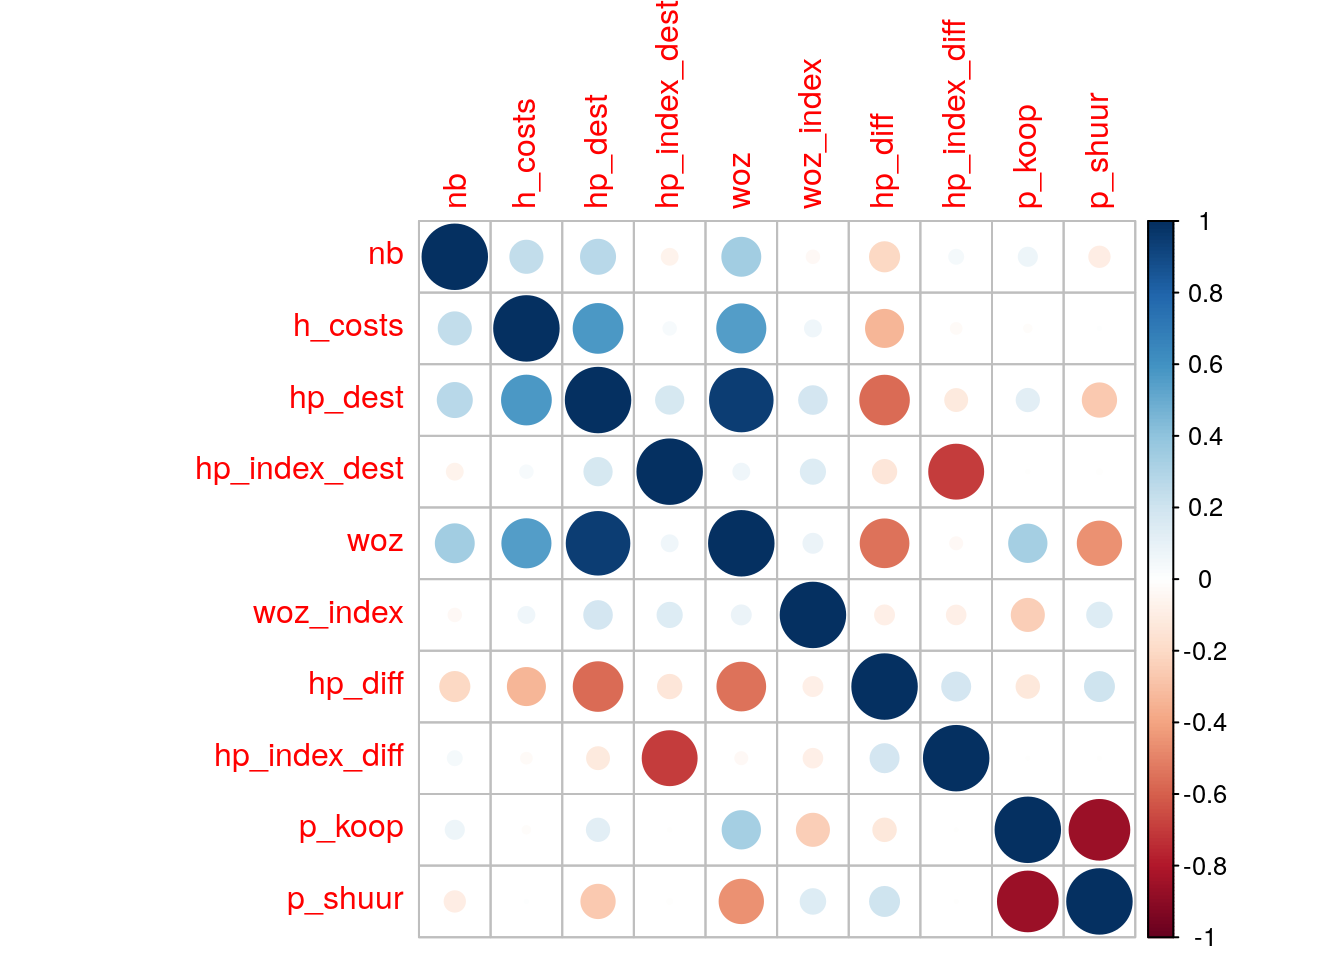 nb
h_costs
hp_dest
hp_index_dest
woz
woz_index
hp_diff
hp_index_diff
p_koop
p_shuur
nb
h_costs
hp_dest
hp_index_dest
woz
woz_index
hp_diff
hp_index_diff
p_koop
p_shuur
1
0.8
0.6
0.4
0.2
0
-0.2
-0.4
-0.6
-0.8
-1